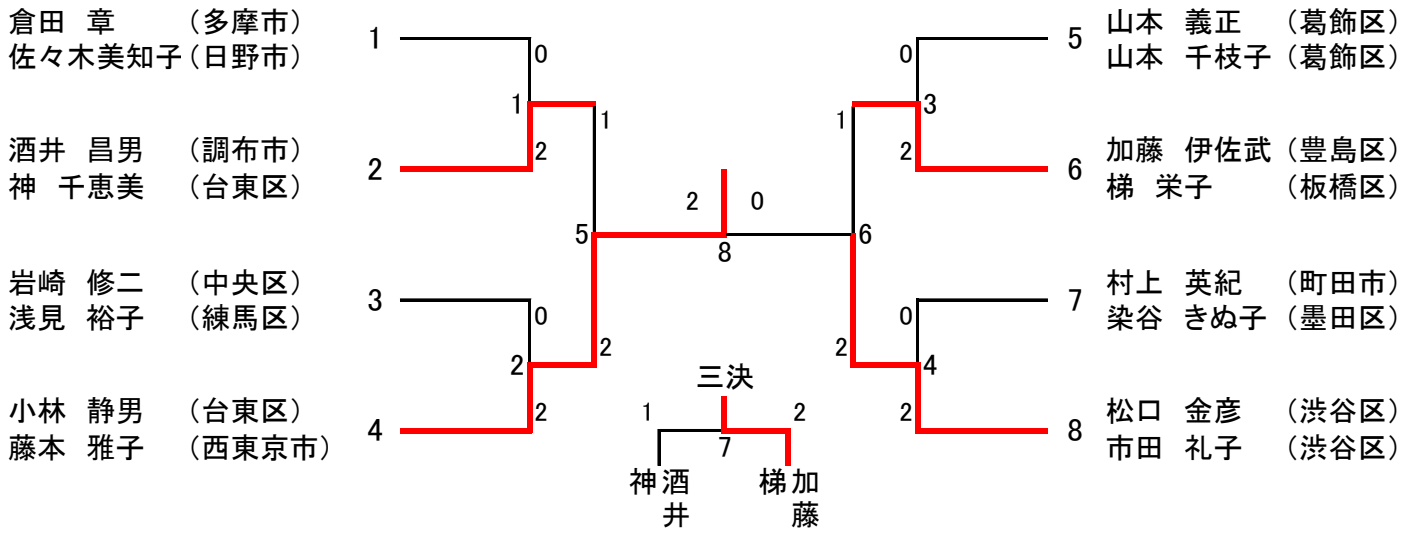 倉田 章 （多摩市）
佐々木美知子（日野市）
1
0
1
1
酒井 昌男 （調布市）
神 千恵美 （台東区）
2
2
5
岩崎 修二 （中央区）
浅見 裕子 （練馬区）
3
0
2
2
小林 静男 （台東区）
藤本 雅子 （西東京市）
4
2
2 0
8
三決
1 2
7
神 酒井
梯 加藤
山本 義正 （葛飾区）
山本 千枝子（葛飾区）
5
0
1
3
加藤 伊佐武（豊島区）
梯 栄子 （板橋区）
6
2
6
村上 英紀 （町田市）
染谷 きぬ子（墨田区）
7
0
2
4
松口 金彦 （渋谷区）
市田 礼子 （渋谷区）
8
2